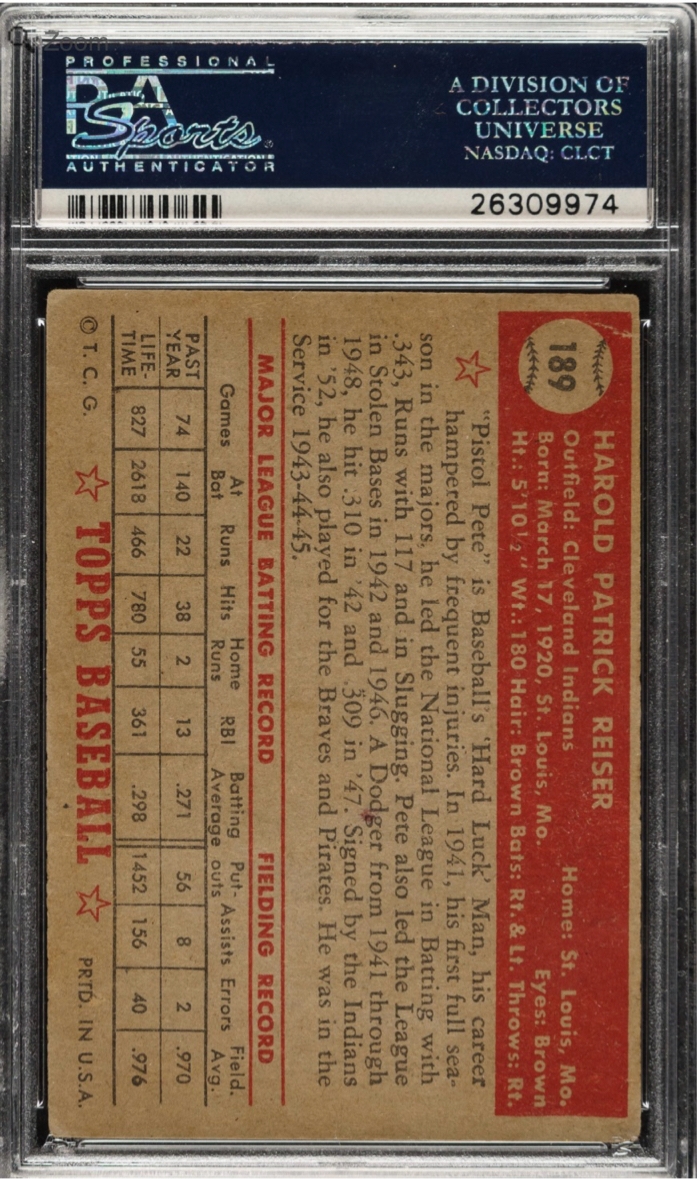 Zoom
PROFESSIONAL
PSA
Sports
AUTHENTICATOR
A DIVISION OF
COLLECTORS
UNIVERSE
NASDAQ: CLCT
26309974
189
HAROLD PATRICK REISER
Outfield: Cleveland Indians Home: St. Louis, Mo.
Born: March 17, 1920, St. Louis, Mo. Eyes: Brown
Ht.: 5'10½" Wt.: 180 Hair: Brown Bats: Rt. & Lt. Throws: Rt.
"Pistol Pete" is Baseball's 'Hard Luck' Man, his career
hampered by frequent injuries. In 1941, his first full sea-
son in the majors, he led the National League in Batting with
.343, Runs with 117 and in Slugging. Pete also led the League
in Stolen Bases in 1942 and 1946. A Dodger from 1941 through
1948, he hit .310 in '42 and .309 in '47. Signed by the Indians
in '52, he also played for the Braves and Pirates. He was in the
Service 1943-44-45.
MAJOR LEAGUE BATTING RECORD FIELDING RECORD
Games At Bat Runs Hits Home Runs RBI Batting Average Put-outs Assists Errors Field. Avg.
PAST YEAR 74 140 22 38 2 13 .271 56 8 2 .970
LIFE-TIME 827 2618 466 780 55 361 .298 1452 156 40 .976
© T. C. G. TOPPS BASEBALL PRTD. IN U.S.A.